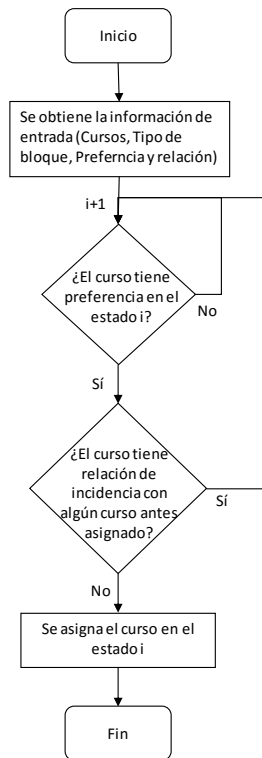 Inicio
Se obtiene la información de
entrada (Cursos, Tipo de
bloque, Preferncia y relación)
i+1
¿El curso tiene
preferencia en el
estado i?
No
Sí
¿El curso tiene
relación de
incidencia con
algún curso antes
asignado?
Sí
No
Se asigna el curso en el
estado i
Fin